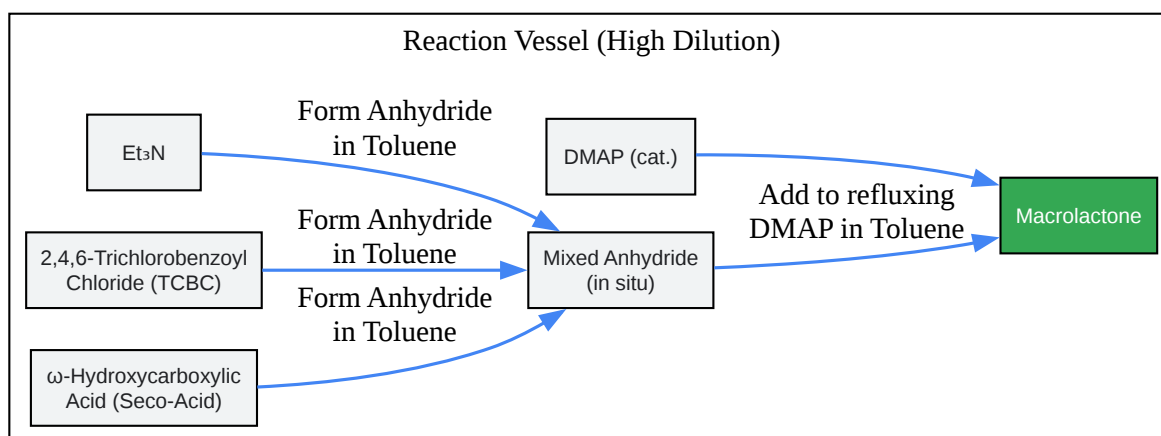 Reaction Vessel (High Dilution)
Form Anhydride
in Toluene
Et₃N
DMAP (cat.)
Add to refluxing
DMAP in Toluene
Macrolactone
Form Anhydride
in Toluene
2,4,6-Trichlorobenzoyl
Chloride (TCBC)
Mixed Anhydride
(in situ)
Form Anhydride
in Toluene
ω-Hydroxycarboxylic
Acid (Seco-Acid)